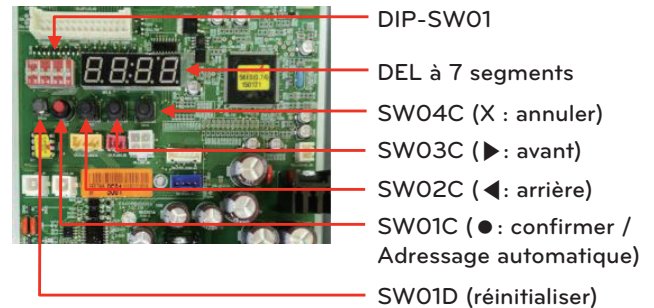 DIP-SW01
DEL à 7 segments
SW04C (X : annuler)
SW03C (▶: avant)
SW02C (◀: arrière)
SW01C (●: confirmer /
Adressage automatique)
SW01D (réinitialiser)